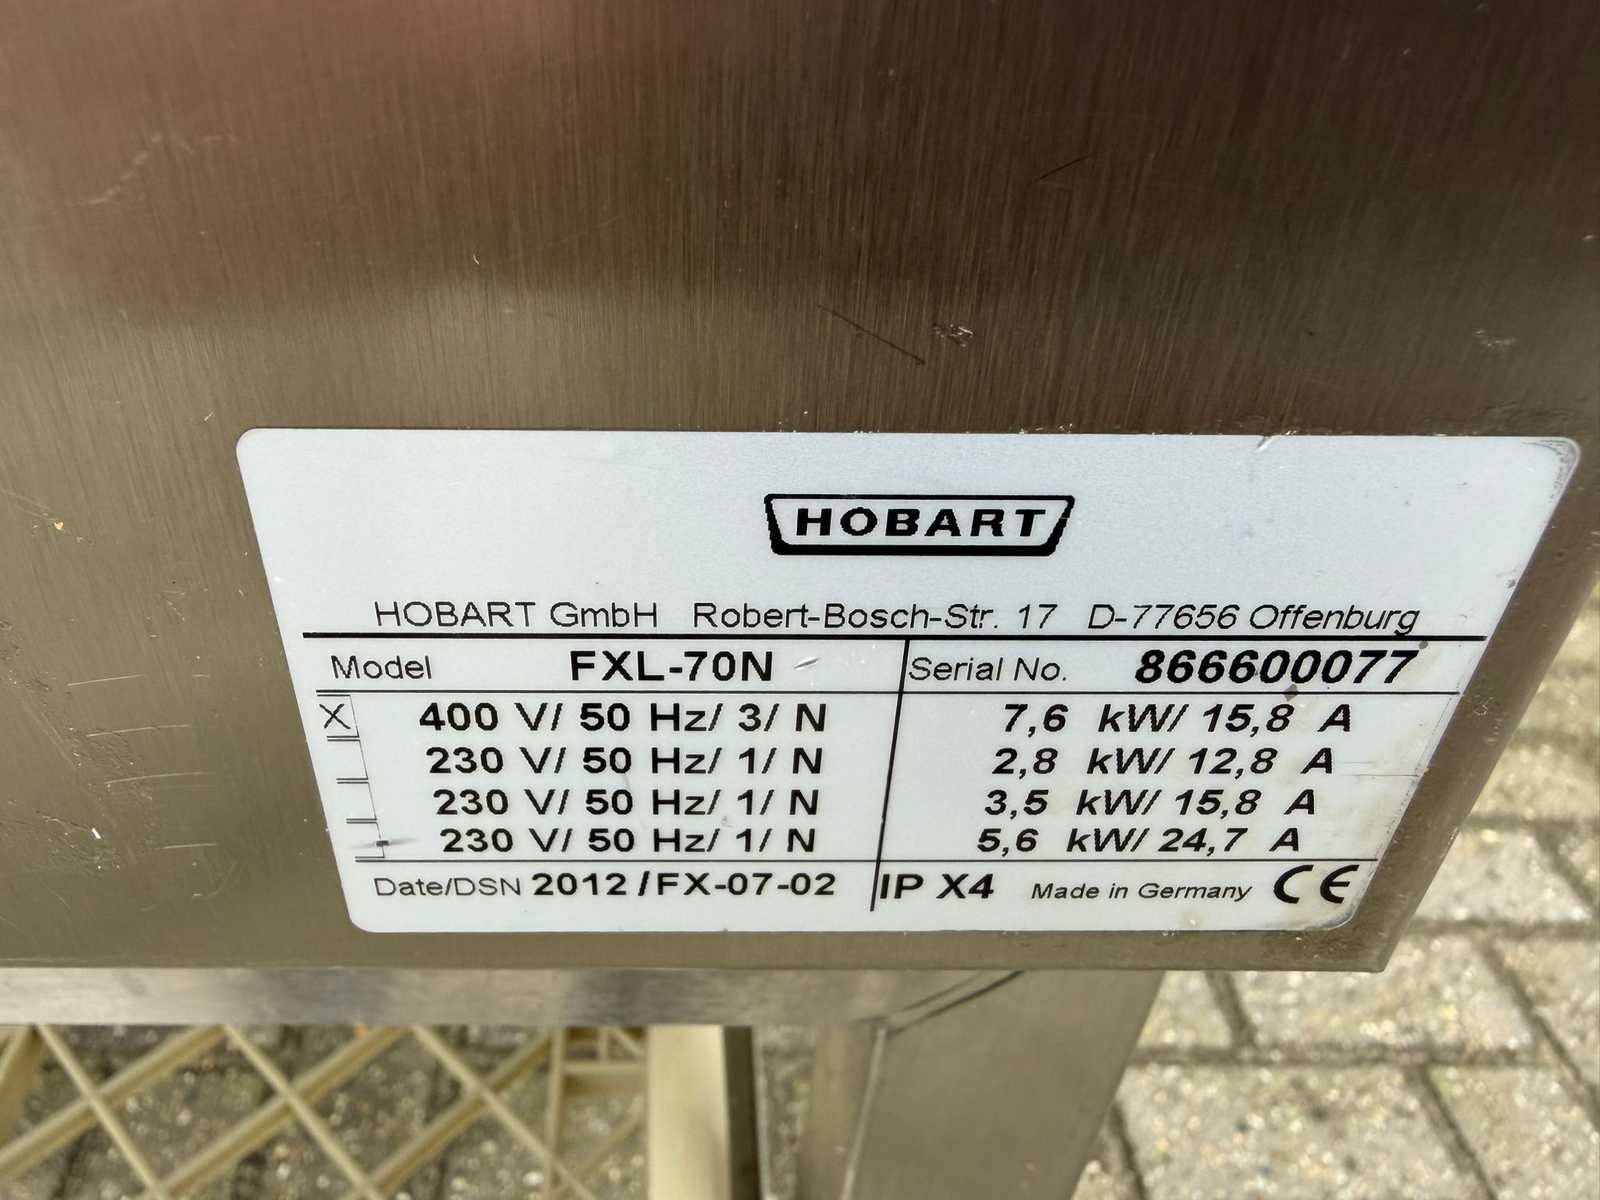 HOBART
HOBART GmbH Robert-Bosch-Str. 17 D-77656 Offenburg
Model FXL-70N Serial No. 866600077
X 400 V/ 50 Hz/ 3/ N 7,6 kW/ 15,8 A
230 V/ 50 Hz/ 1/ N 2,8 kW/ 12,8 A
230 V/ 50 Hz/ 1/ N 3,5 kW/ 15,8 A
230 V/ 50 Hz/ 1/ N 5,6 kW/ 24,7 A
Date/DSN 2012 / FX-07-02 IP X4 Made in Germany CE